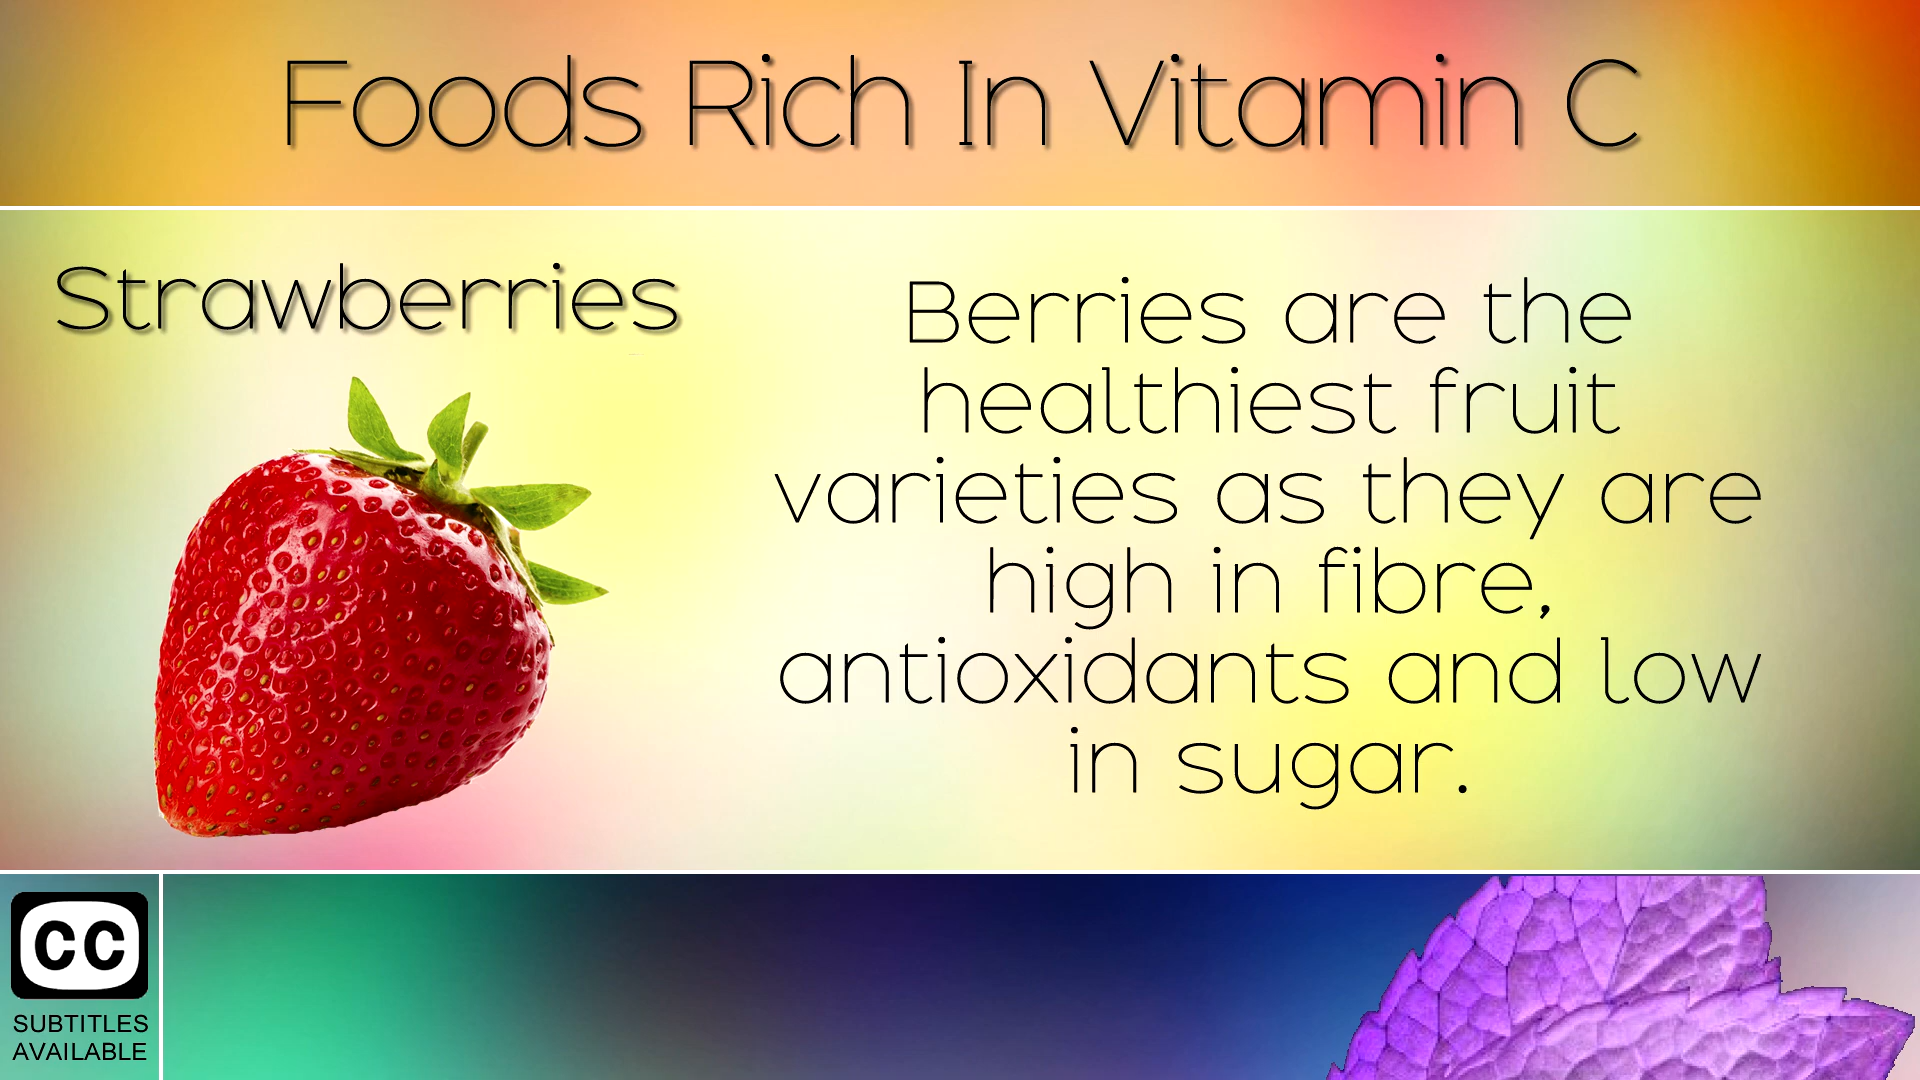 Foods Rich In Vitamin C
Strawberries
Berries are the
healthiest fruit
varieties as they are
high in fibre,
antioxidants and low
in sugar.
CC
SUBTITLES
AVAILABLE